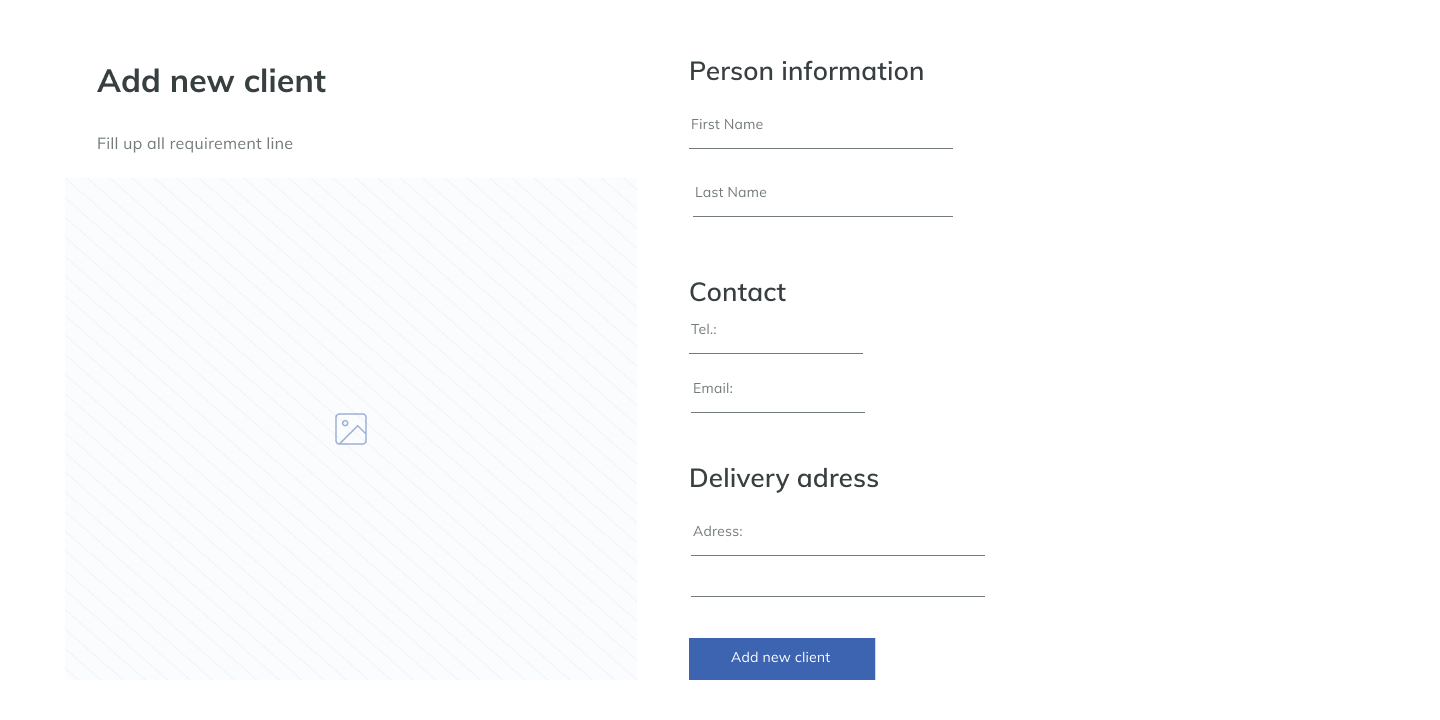 Add new client
Fill up all requirement line
Person information
First Name
Last Name
Contact
Tel.:
Email:
Delivery adress
Adress:
Add new client